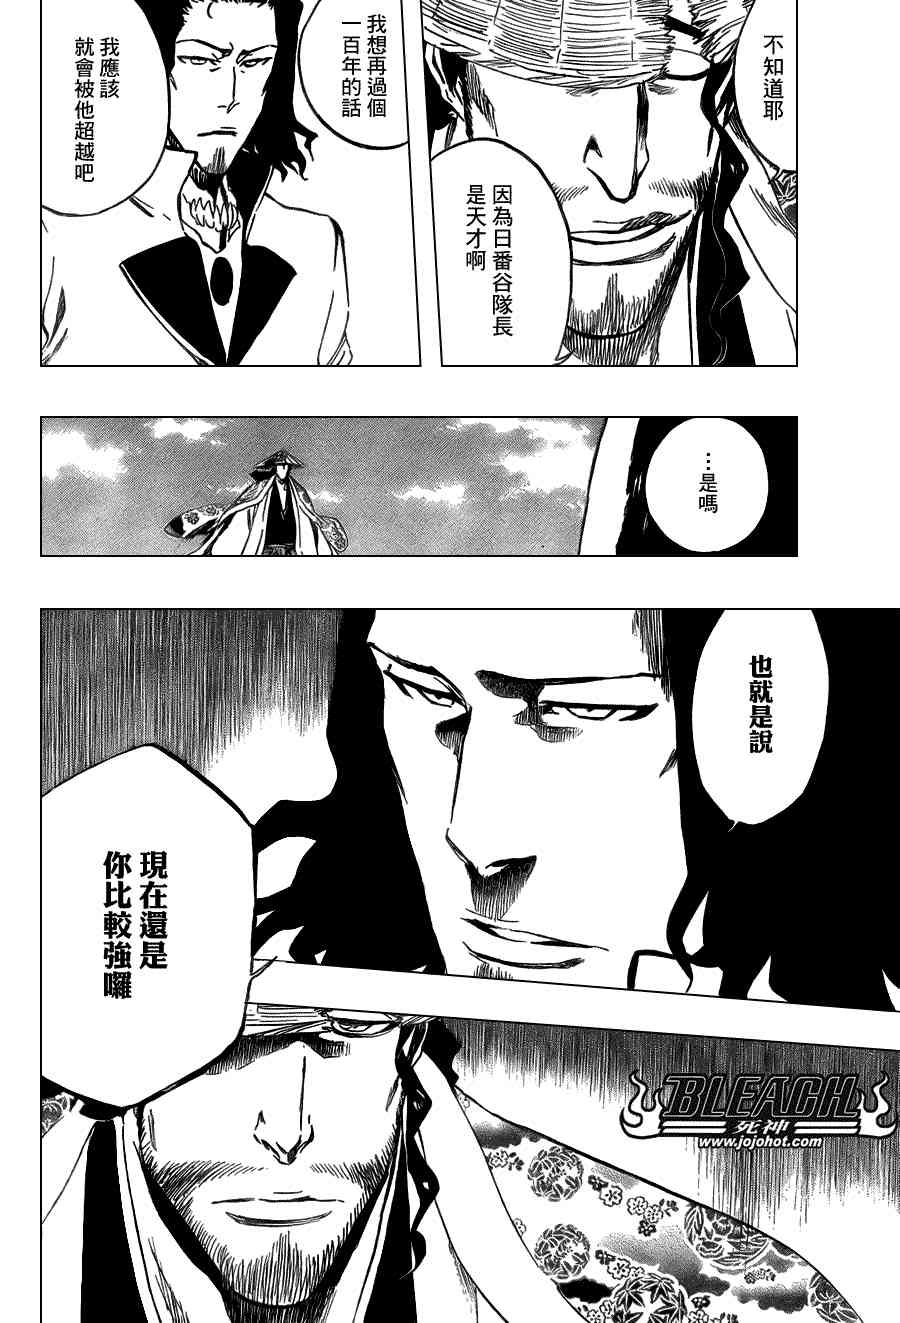 不知道耶
因為日番谷隊長
是天才啊
我想再過個
一百年的話
我應該
就會被他超越吧
…是嗎
也就是說
現在還是
你比較強囉
BLEACH
死神
www.jojohot.com